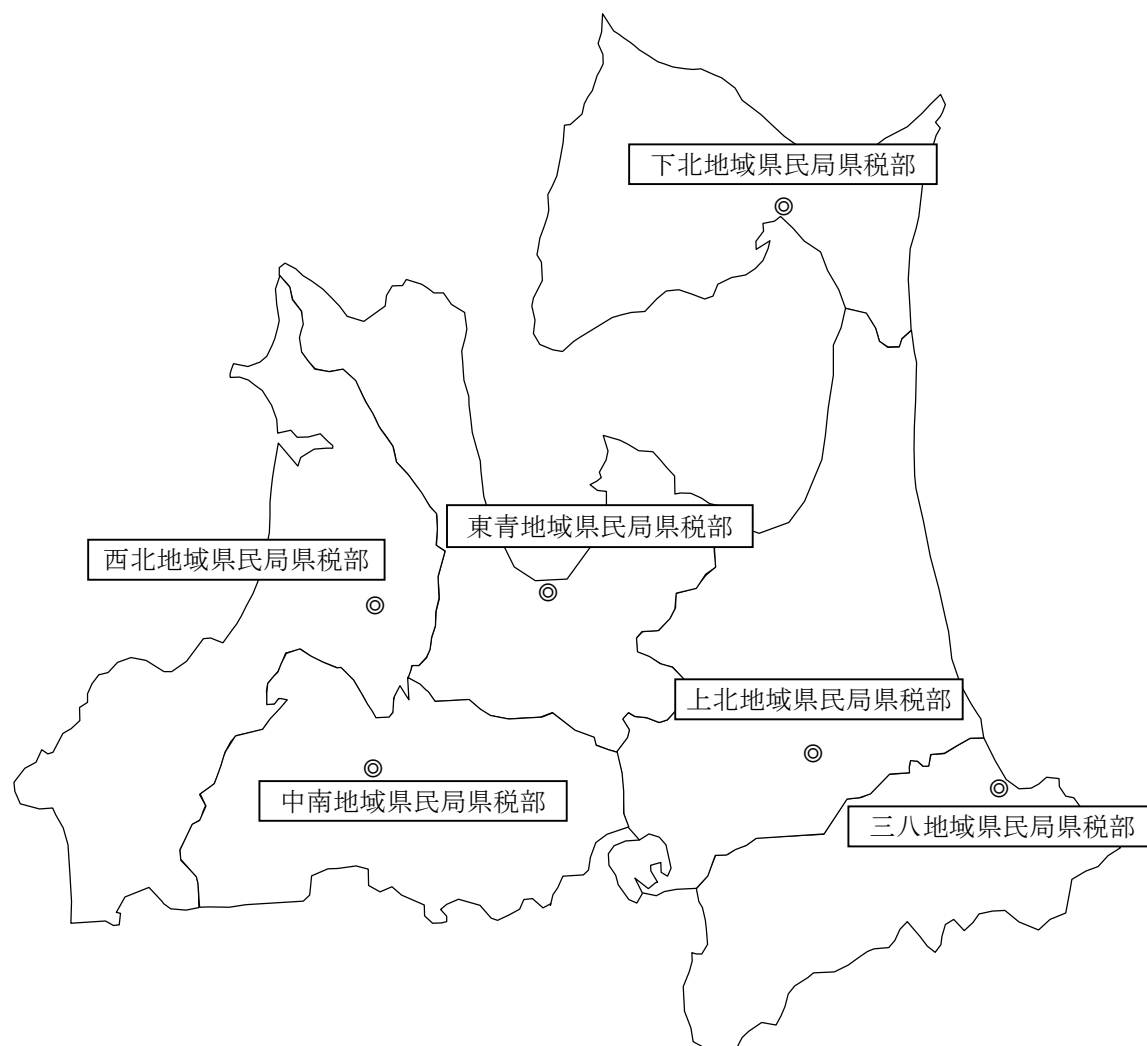 下北地域県民局県税部
東青地域県民局県税部
西北地域県民局県税部
上北地域県民局県税部
中南地域県民局県税部
三八地域県民局県税部